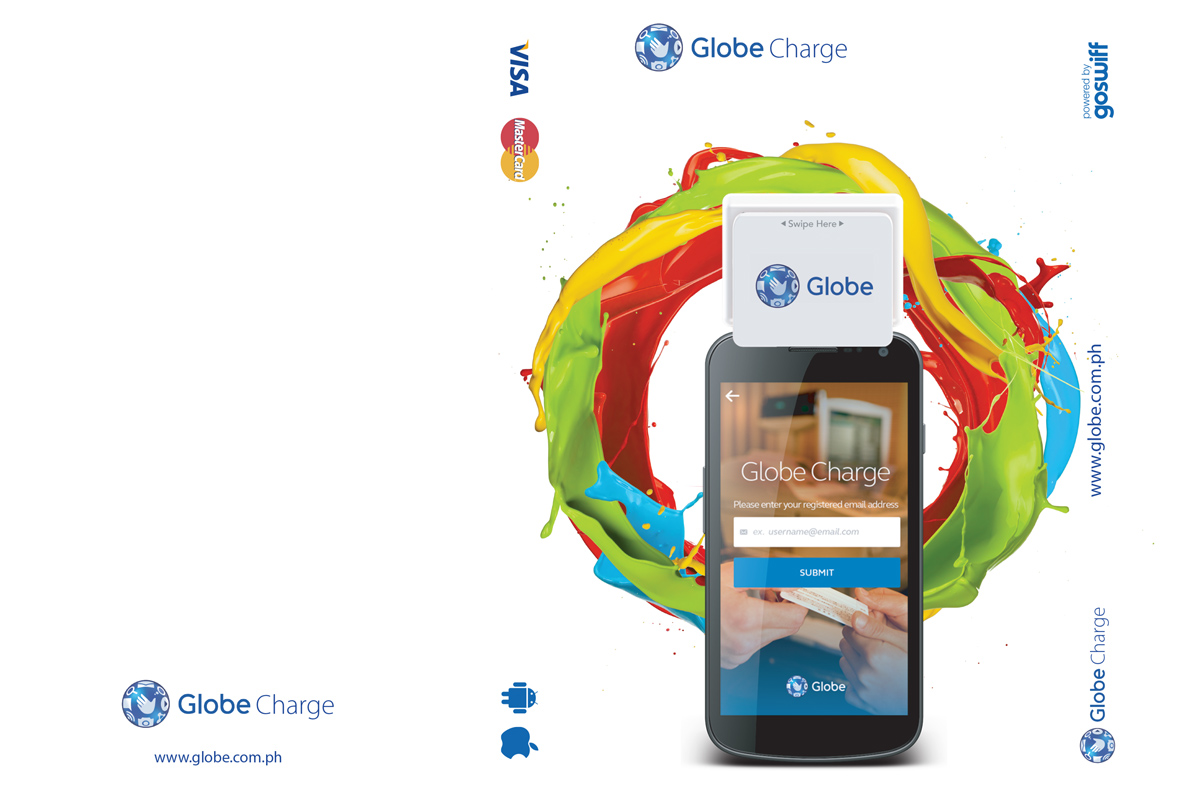 Globe Charge
www.globe.com.ph
VISA
MasterCard
Globe Charge
powered by
goswiff
Swipe Here
Globe
Globe Charge
Please enter your registered email address
ex. username@email.com
SUBMIT
Globe
www.globe.com.ph
Globe Charge